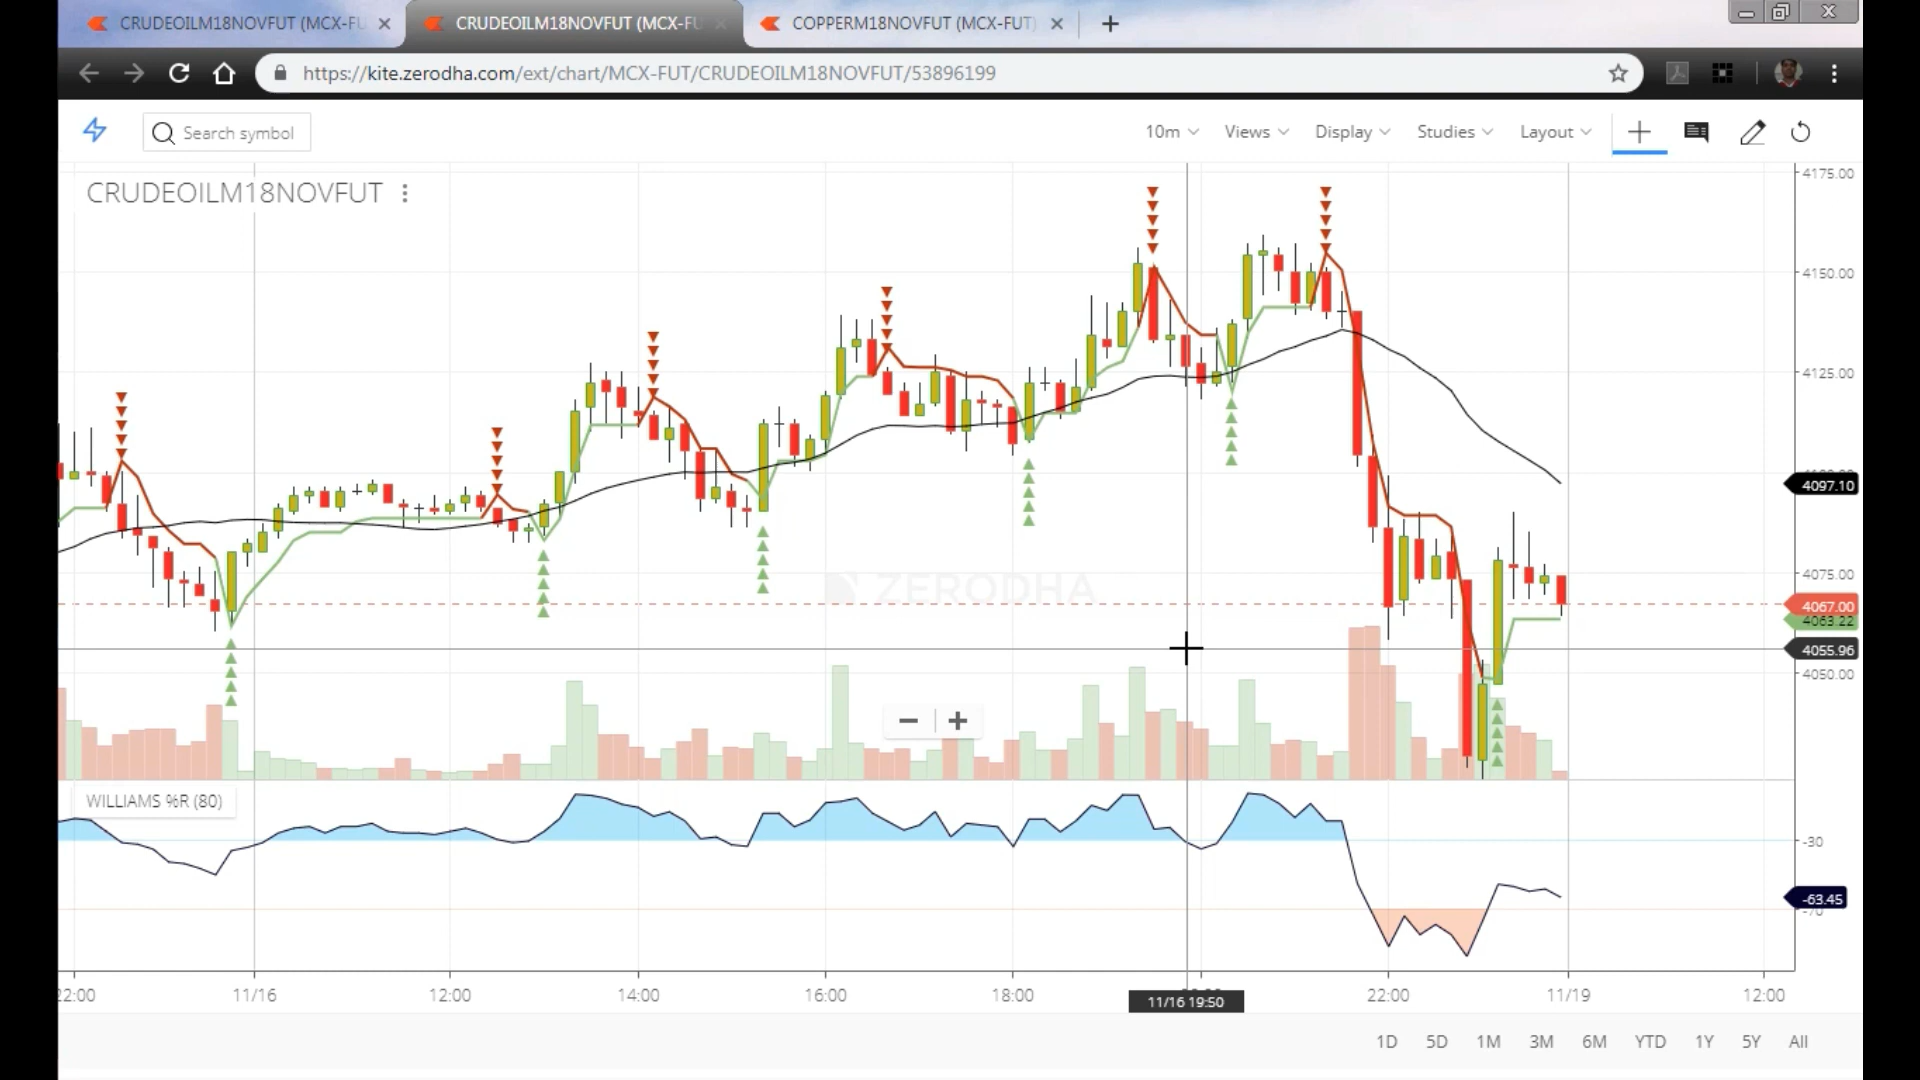 CRUDEOILM18NOVFUT (MCX-FU
CRUDEOILM18NOVFUT (MCX-FU
COPPERM18NOVFUT (MCX-FUT)
https://kite.zerodha.com/ext/chart/MCX-FUT/CRUDEOILM18NOVFUT/53896199
Search symbol
10m Views Display Studies Layout
CRUDEOILM18NOVFUT
4175.00
4150.00
4125.00
4097.10
4075.00
ZERODHA
4067.00
4063.22
4055.96
4050.00
WILLIAMS %R (80)
-30
-63.45
-70
22:00 11/16 12:00 14:00 16:00 18:00 22:00 11/19 12:00
11/16 19:50
1D 5D 1M 3M 6M YTD 1Y 5Y All